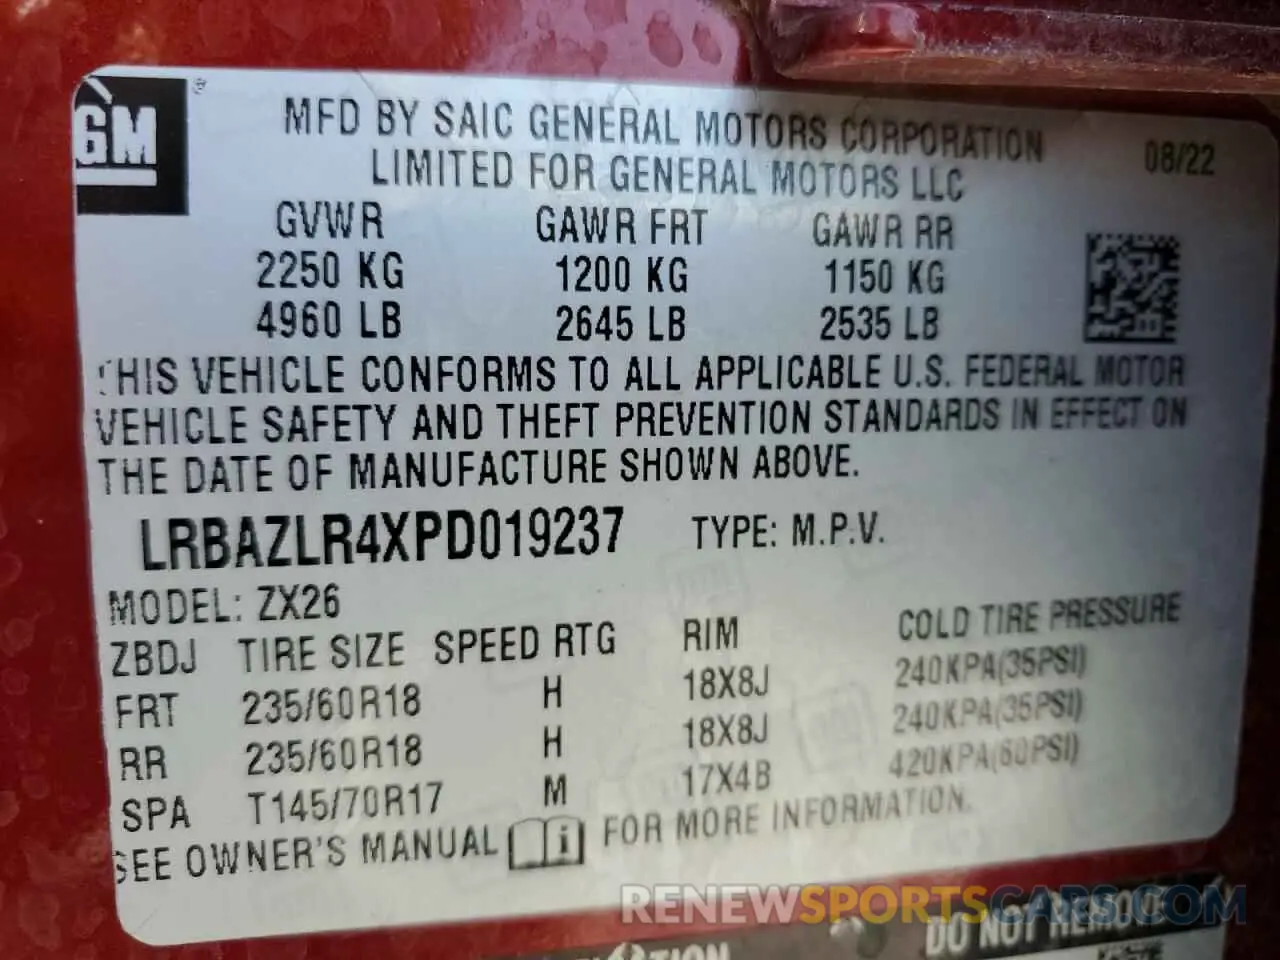 GM ®
MFD BY SAIC GENERAL MOTORS CORPORATION
LIMITED FOR GENERAL MOTORS LLC
08/22
GVWR GAWR FRT GAWR RR
2250 KG 1200 KG 1150 KG
4960 LB 2645 LB 2535 LB
THIS VEHICLE CONFORMS TO ALL APPLICABLE U.S. FEDERAL MOTOR
VEHICLE SAFETY AND THEFT PREVENTION STANDARDS IN EFFECT ON
THE DATE OF MANUFACTURE SHOWN ABOVE.
LRBAZLR4XPD019237 TYPE: M.P.V.
MODEL: ZX26
ZBDJ TIRE SIZE SPEED RTG RIM COLD TIRE PRESSURE
FRT 235/60R18 H 18X8J 240KPA(35PSI)
RR 235/60R18 H 18X8J 240KPA(35PSI)
SPA T145/70R17 M 17X4B 420KPA(60PSI)
SEE OWNER'S MANUAL i FOR MORE INFORMATION.
RENEWSPORTSCARS.COM
DO NOT REMOVE